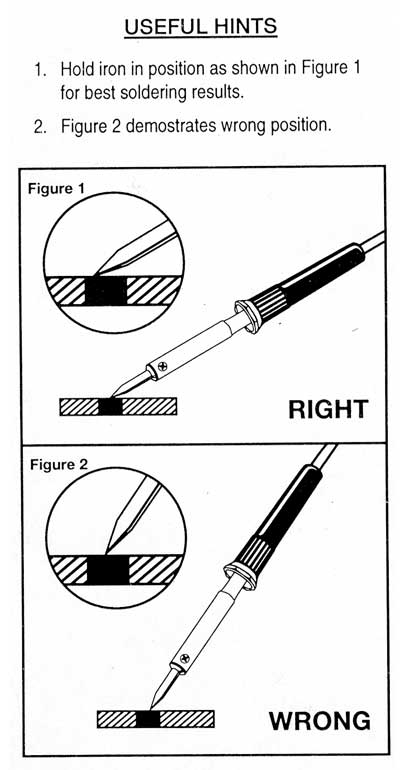 USEFUL HINTS
1. Hold iron in position as shown in Figure 1
for best soldering results.
2. Figure 2 demostrates wrong position.
Figure 1
RIGHT
Figure 2
WRONG